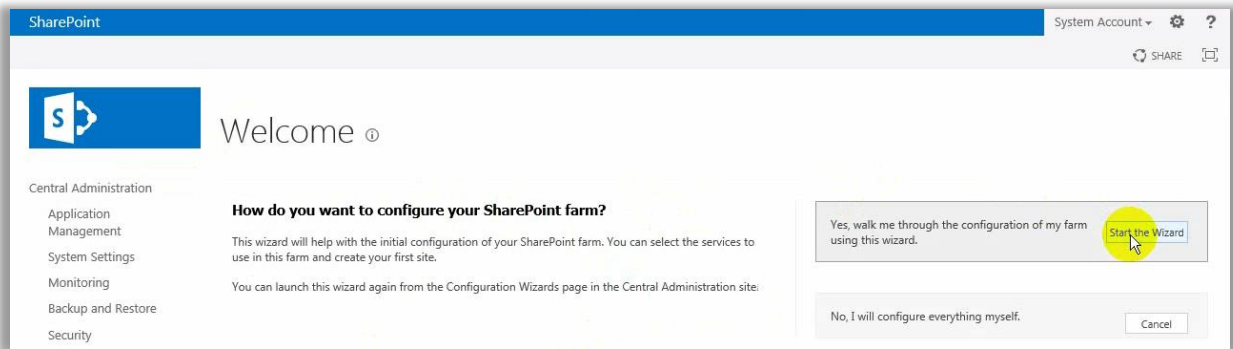 SharePoint
System Account
?
SHARE
S
Welcome
Central Administration
Application
Management
System Settings
Monitoring
Backup and Restore
Security
How do you want to configure your SharePoint farm?
This wizard will help with the initial configuration of your SharePoint farm. You can select the services to
use in this farm and create your first site.
You can launch this wizard again from the Configuration Wizards page in the Central Administration site.
Yes, walk me through the configuration of my farm
using this wizard.
Start the Wizard
No, I will configure everything myself.
Cancel